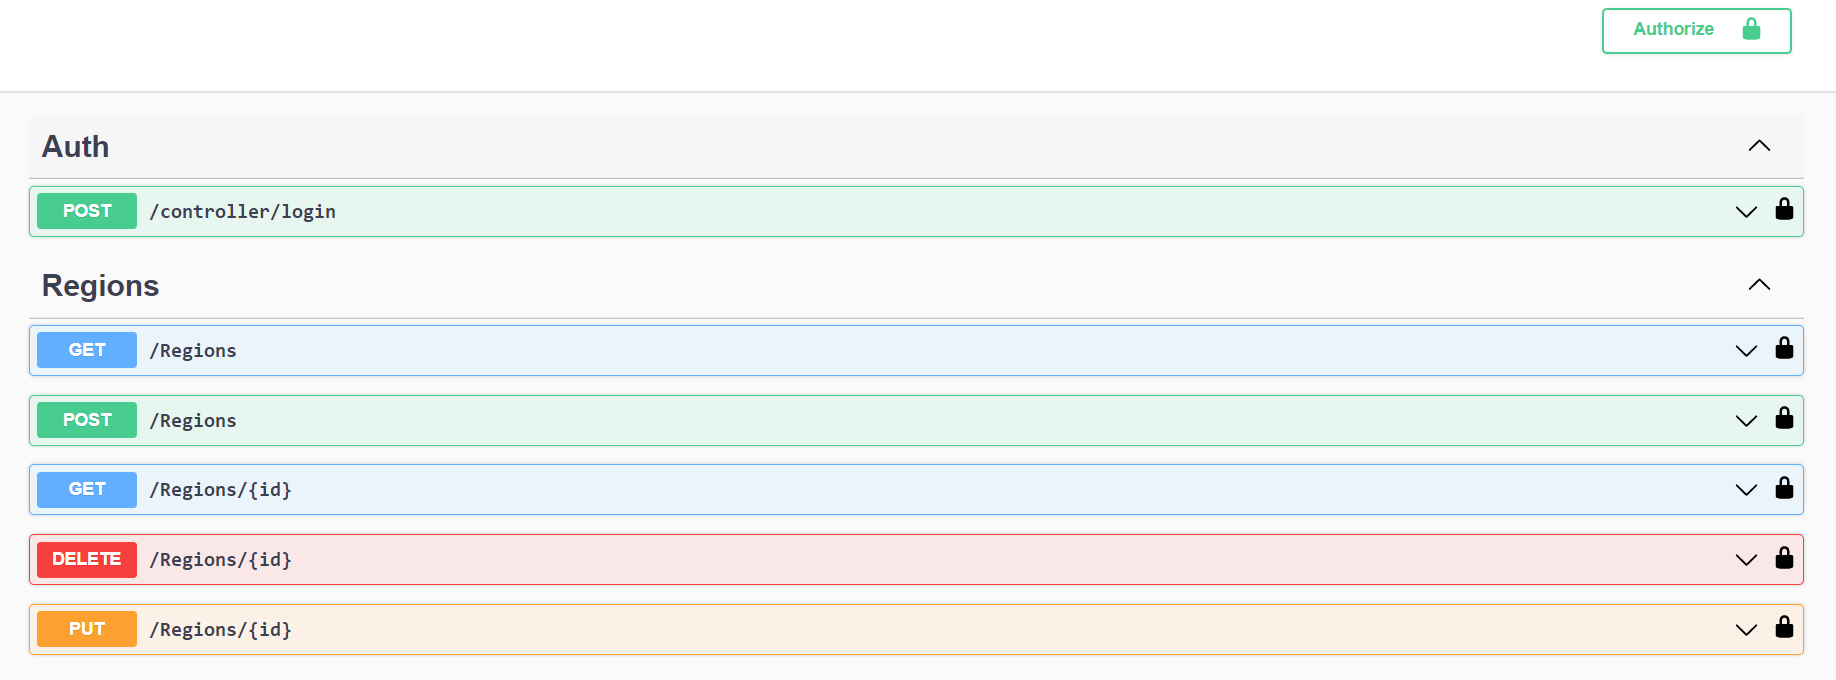 Authorize
Auth
POST /controller/login
Regions
GET /Regions
POST /Regions
GET /Regions/{id}
DELETE /Regions/{id}
PUT /Regions/{id}